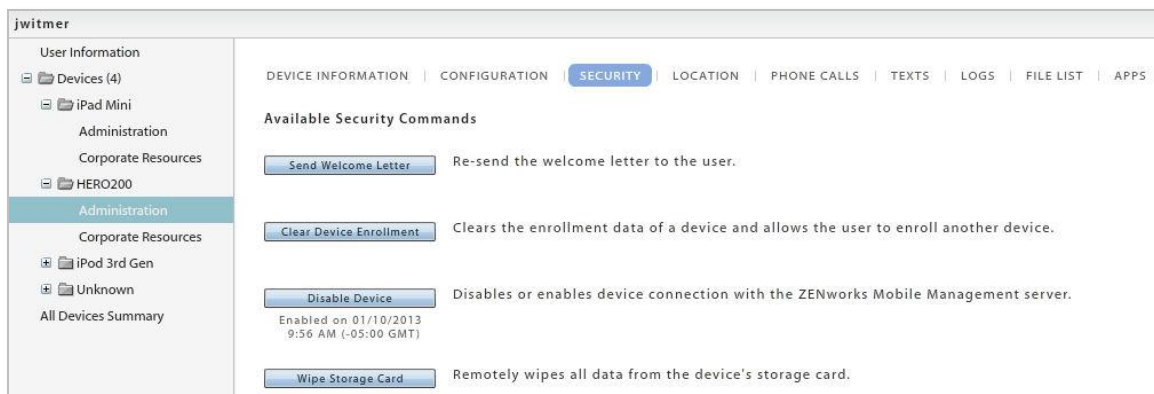 jwitmer
User Information
Devices (4)
iPad Mini
Administration
Corporate Resources
HERO200
Administration
Corporate Resources
iPod 3rd Gen
Unknown
All Devices Summary
DEVICE INFORMATION | CONFIGURATION | SECURITY | LOCATION | PHONE CALLS | TEXTS | LOGS | FILE LIST | APPS
Available Security Commands
Send Welcome Letter Re-send the welcome letter to the user.
Clear Device Enrollment Clears the enrollment data of a device and allows the user to enroll another device.
Disable Device Disables or enables device connection with the ZENworks Mobile Management server.
Enabled on 01/10/2013
9:56 AM (-05:00 GMT)
Wipe Storage Card Remotely wipes all data from the device's storage card.